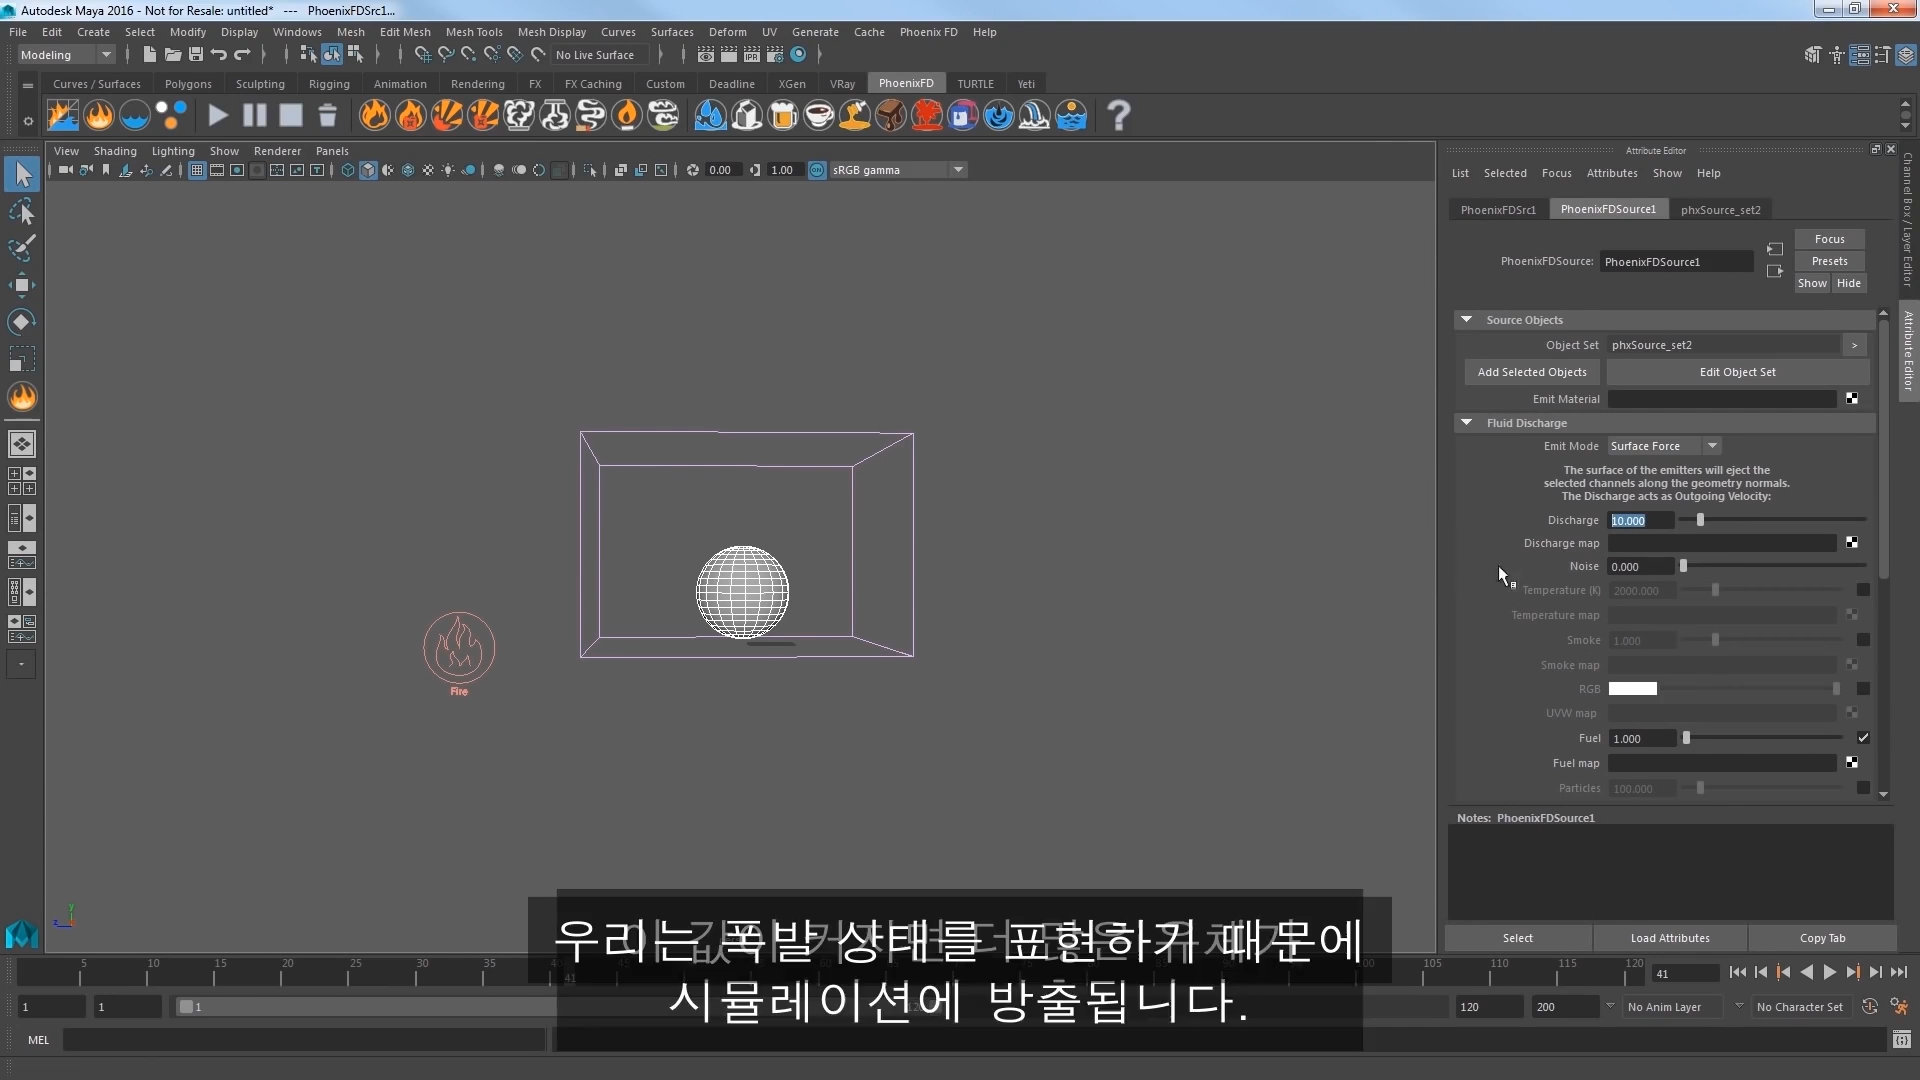 Autodesk Maya 2016 - Not for Resale: untitled* --- PhoenixFDSrc1...
File Edit Create Select Modify Display Windows Mesh Edit Mesh Mesh Tools Mesh Display Curves Surfaces Deform UV Generate Cache Phoenix FD Help
Modeling No Live Surface
Curves / Surfaces Polygons Sculpting Rigging Animation Rendering FX FX Caching Custom Deadline XGen VRay PhoenixFD TURTLE Yeti
View Shading Lighting Show Renderer Panels
0.00 1.00 sRGB gamma
Attribute Editor
List Selected Focus Attributes Show Help
PhoenixFDSrc1 PhoenixFDSource1 phxSource_set2
Focus
PhoenixFDSource: PhoenixFDSource1 Presets
Show Hide
Channel Box / Layer Editor
Attribute Editor
Source Objects
Object Set phxSource_set2 >
Add Selected Objects Edit Object Set
Emit Material
Fluid Discharge
Emit Mode Surface Force
The surface of the emitters will eject the
selected channels along the geometry normals.
The Discharge acts as Outgoing Velocity:
Discharge 10.000
Discharge map
Noise 0.000
Temperature (K) 2000.000
Temperature map
Smoke 1.000
Smoke map
RGB
UVW map
Fuel 1.000
Fuel map
Particles 100.000
Notes: PhoenixFDSource1
Select Load Attributes Copy Tab
Fire
y
z
우리는 폭발 상태를 표현하기 때문에
시뮬레이션에 방출됩니다.
5 10 15 20 25 30 35 40 41 105 110 115 120 41
1 1 1 120 120 200 No Anim Layer No Character Set
MEL